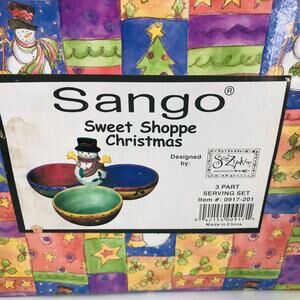 Sango®
Sweet Shoppe
Christmas
Designed
by:
Sue Zipkin
3 PART
SERVING SET
Item #: 0917-201
Made in China